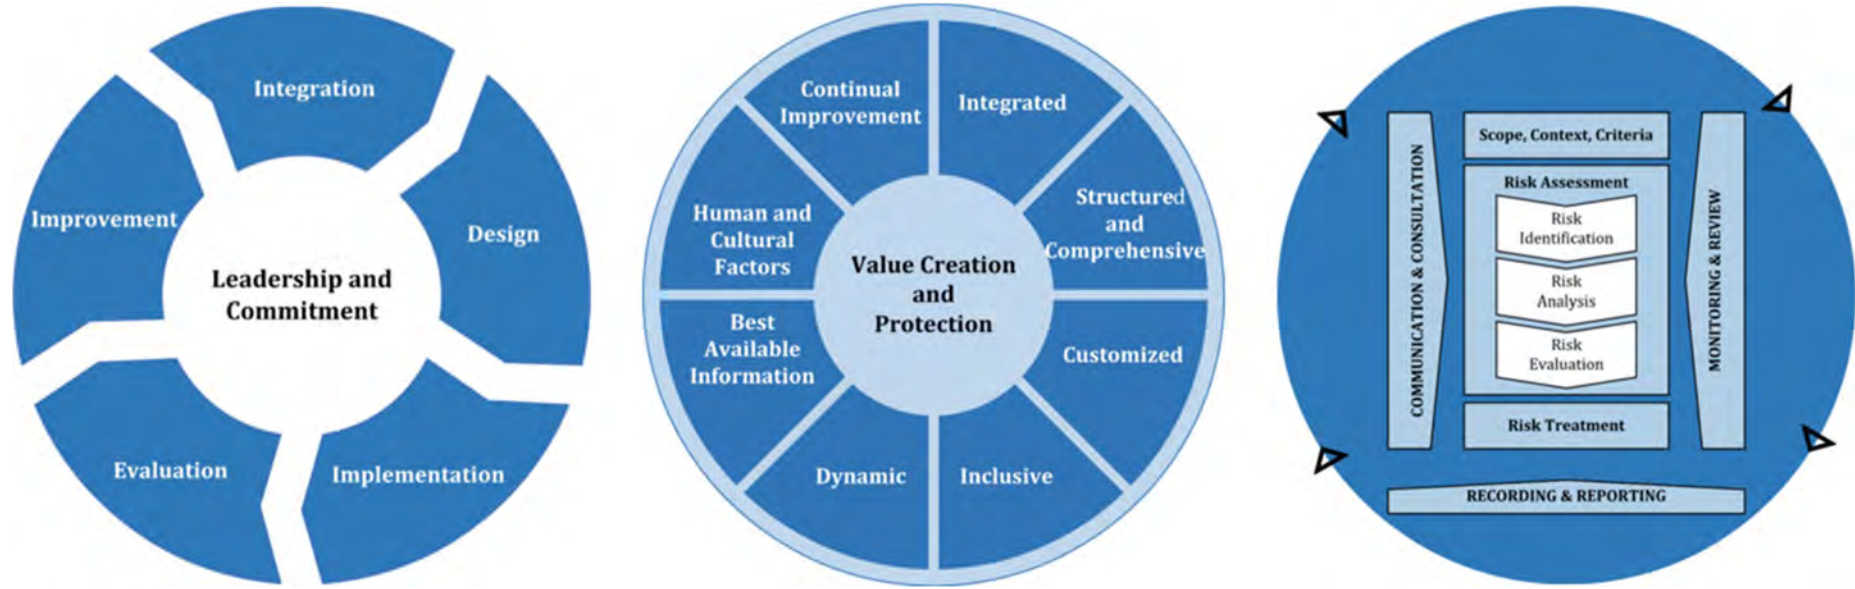 Integration
Design
Implementation
Evaluation
Improvement
Leadership and
Commitment
Continual
Improvement
Integrated
Structured
and
Comprehensive
Customized
Inclusive
Dynamic
Best
Available
Information
Human and
Cultural
Factors
Value Creation
and
Protection
COMMUNICATION & CONSULTATION
Scope, Context, Criteria
Risk Assessment
Risk
Identification
Risk
Analysis
Risk
Evaluation
Risk Treatment
MONITORING & REVIEW
RECORDING & REPORTING